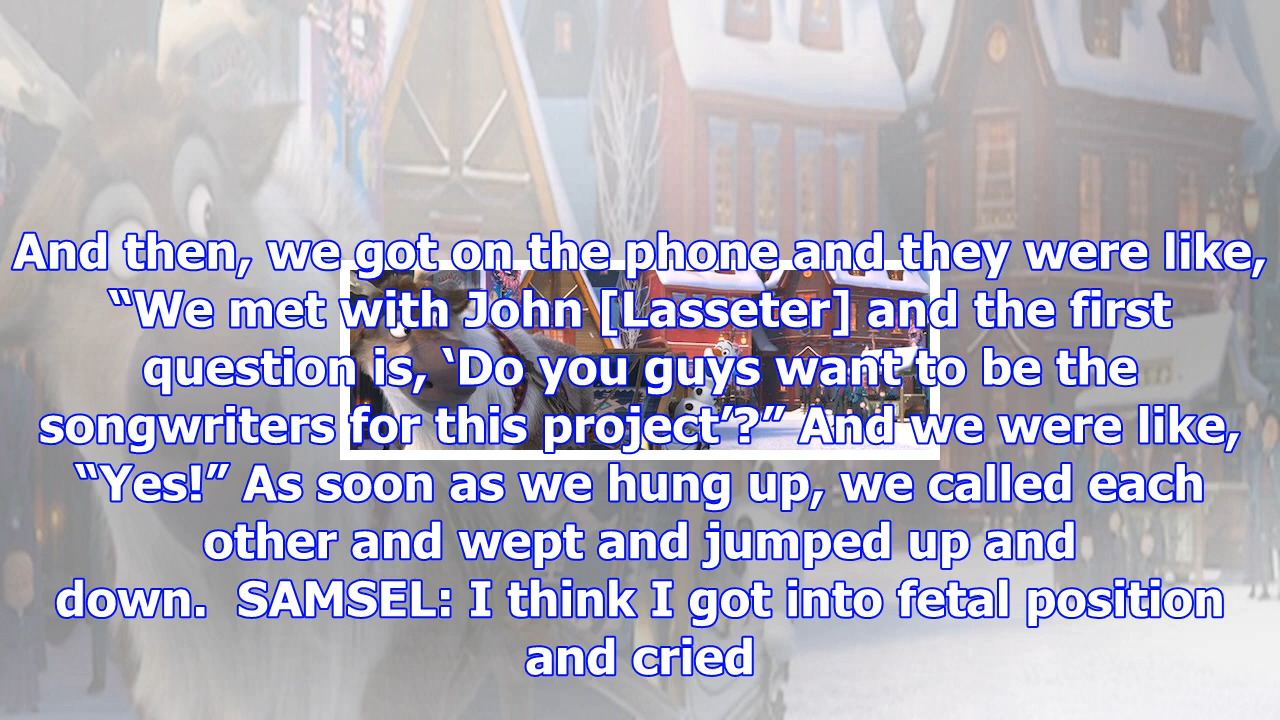 And then, we got on the phone and they were like,
“We met with John [Lasseter] and the first
question is, ‘Do you guys want to be the
songwriters for this project’?” And we were like,
“Yes!” As soon as we hung up, we called each
other and wept and jumped up and
down.  SAMSEL: I think I got into fetal position
and cried